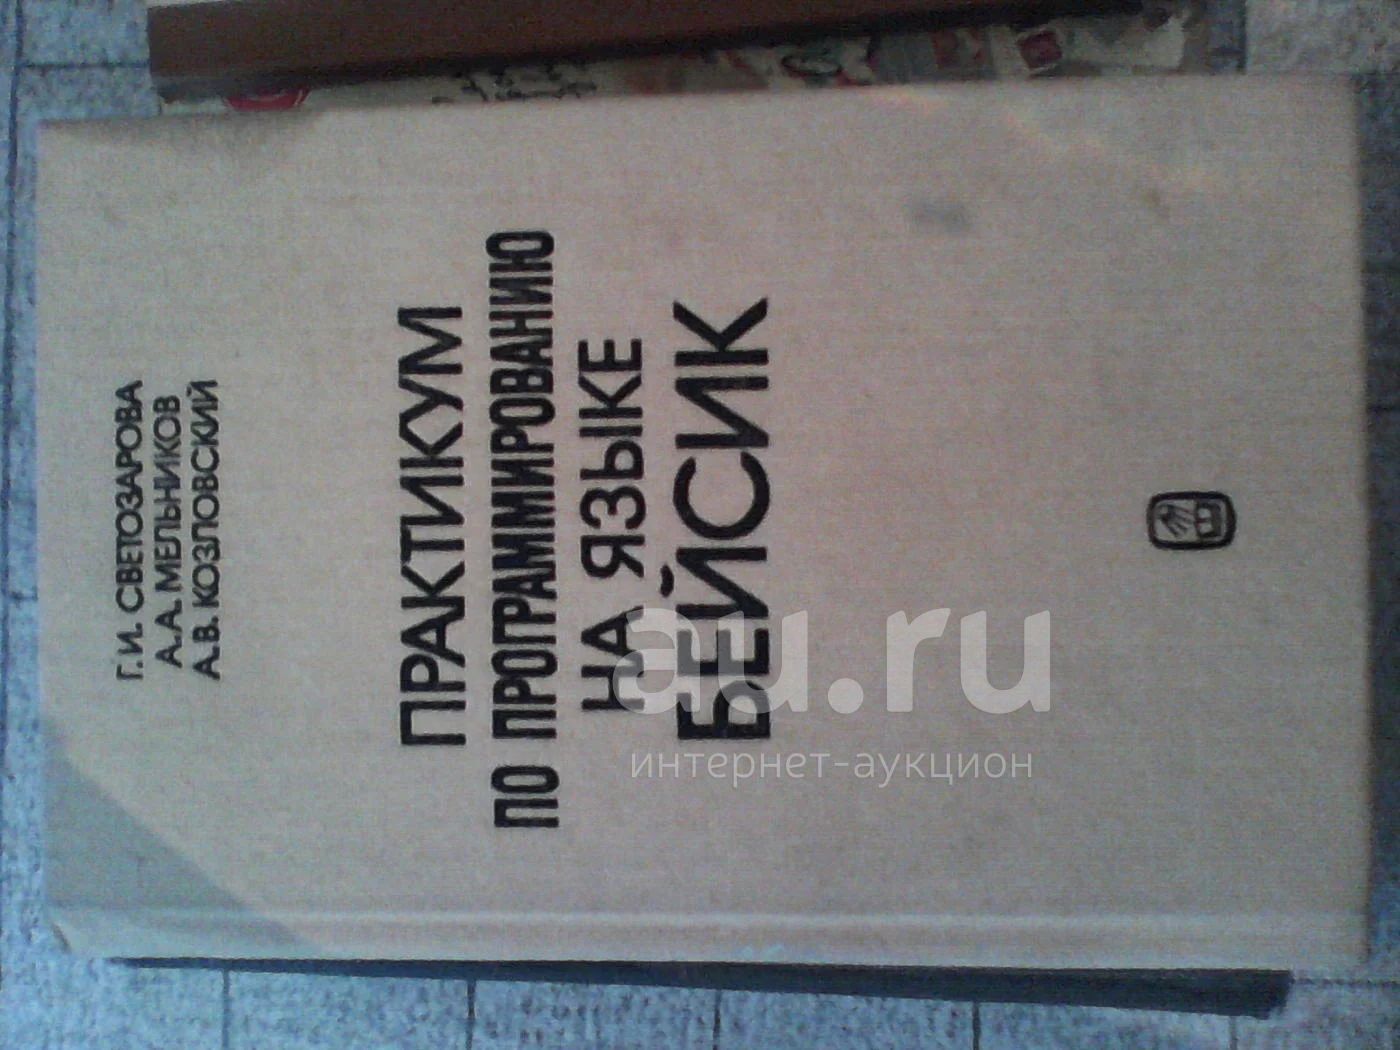 Г.И. СВЕТОЗАРОВА
А.А. МЕЛЬНИКОВ
А.В. КОЗЛОВСКИЙ
ПРАКТИКУМ
ПО ПРОГРАММИРОВАНИЮ
НА ЯЗЫКЕ
БЕЙСИК
au.ru
интернет-аукцион